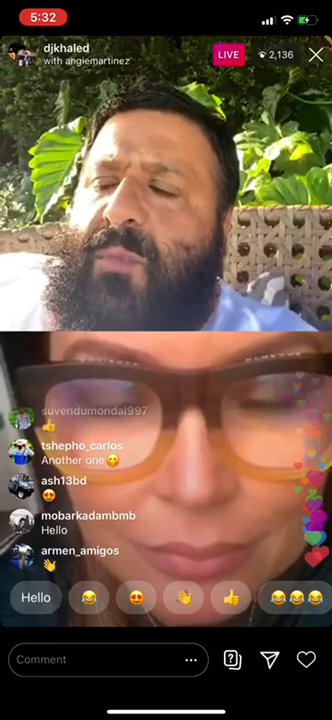 5:32
djkhaled
with angiemartinez
LIVE
2,136
suvendumondal997
👍
tshepho_carlos
Another one 😋
ash13bd
😍
mobarkadambmb
Hello
armen_amigos
👋
Hello 😂 😍 👋 👍 😂😂😂
Comment